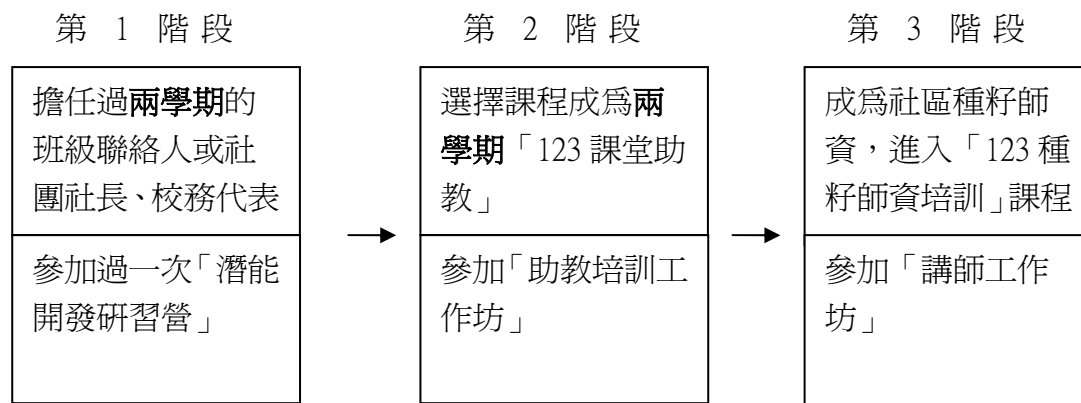 第 1 階 段
擔任過兩學期的
班級聯絡人或社
團社長、校務代表
參加過一次「潛能
開發研習營」
第 2 階 段
選擇課程成爲兩
學期「123 課堂助
教」
參加「助教培訓工
作坊」
第 3 階 段
成爲社區種籽師
資，進入「123 種
籽師資培訓」課程
參加「講師工作
坊」